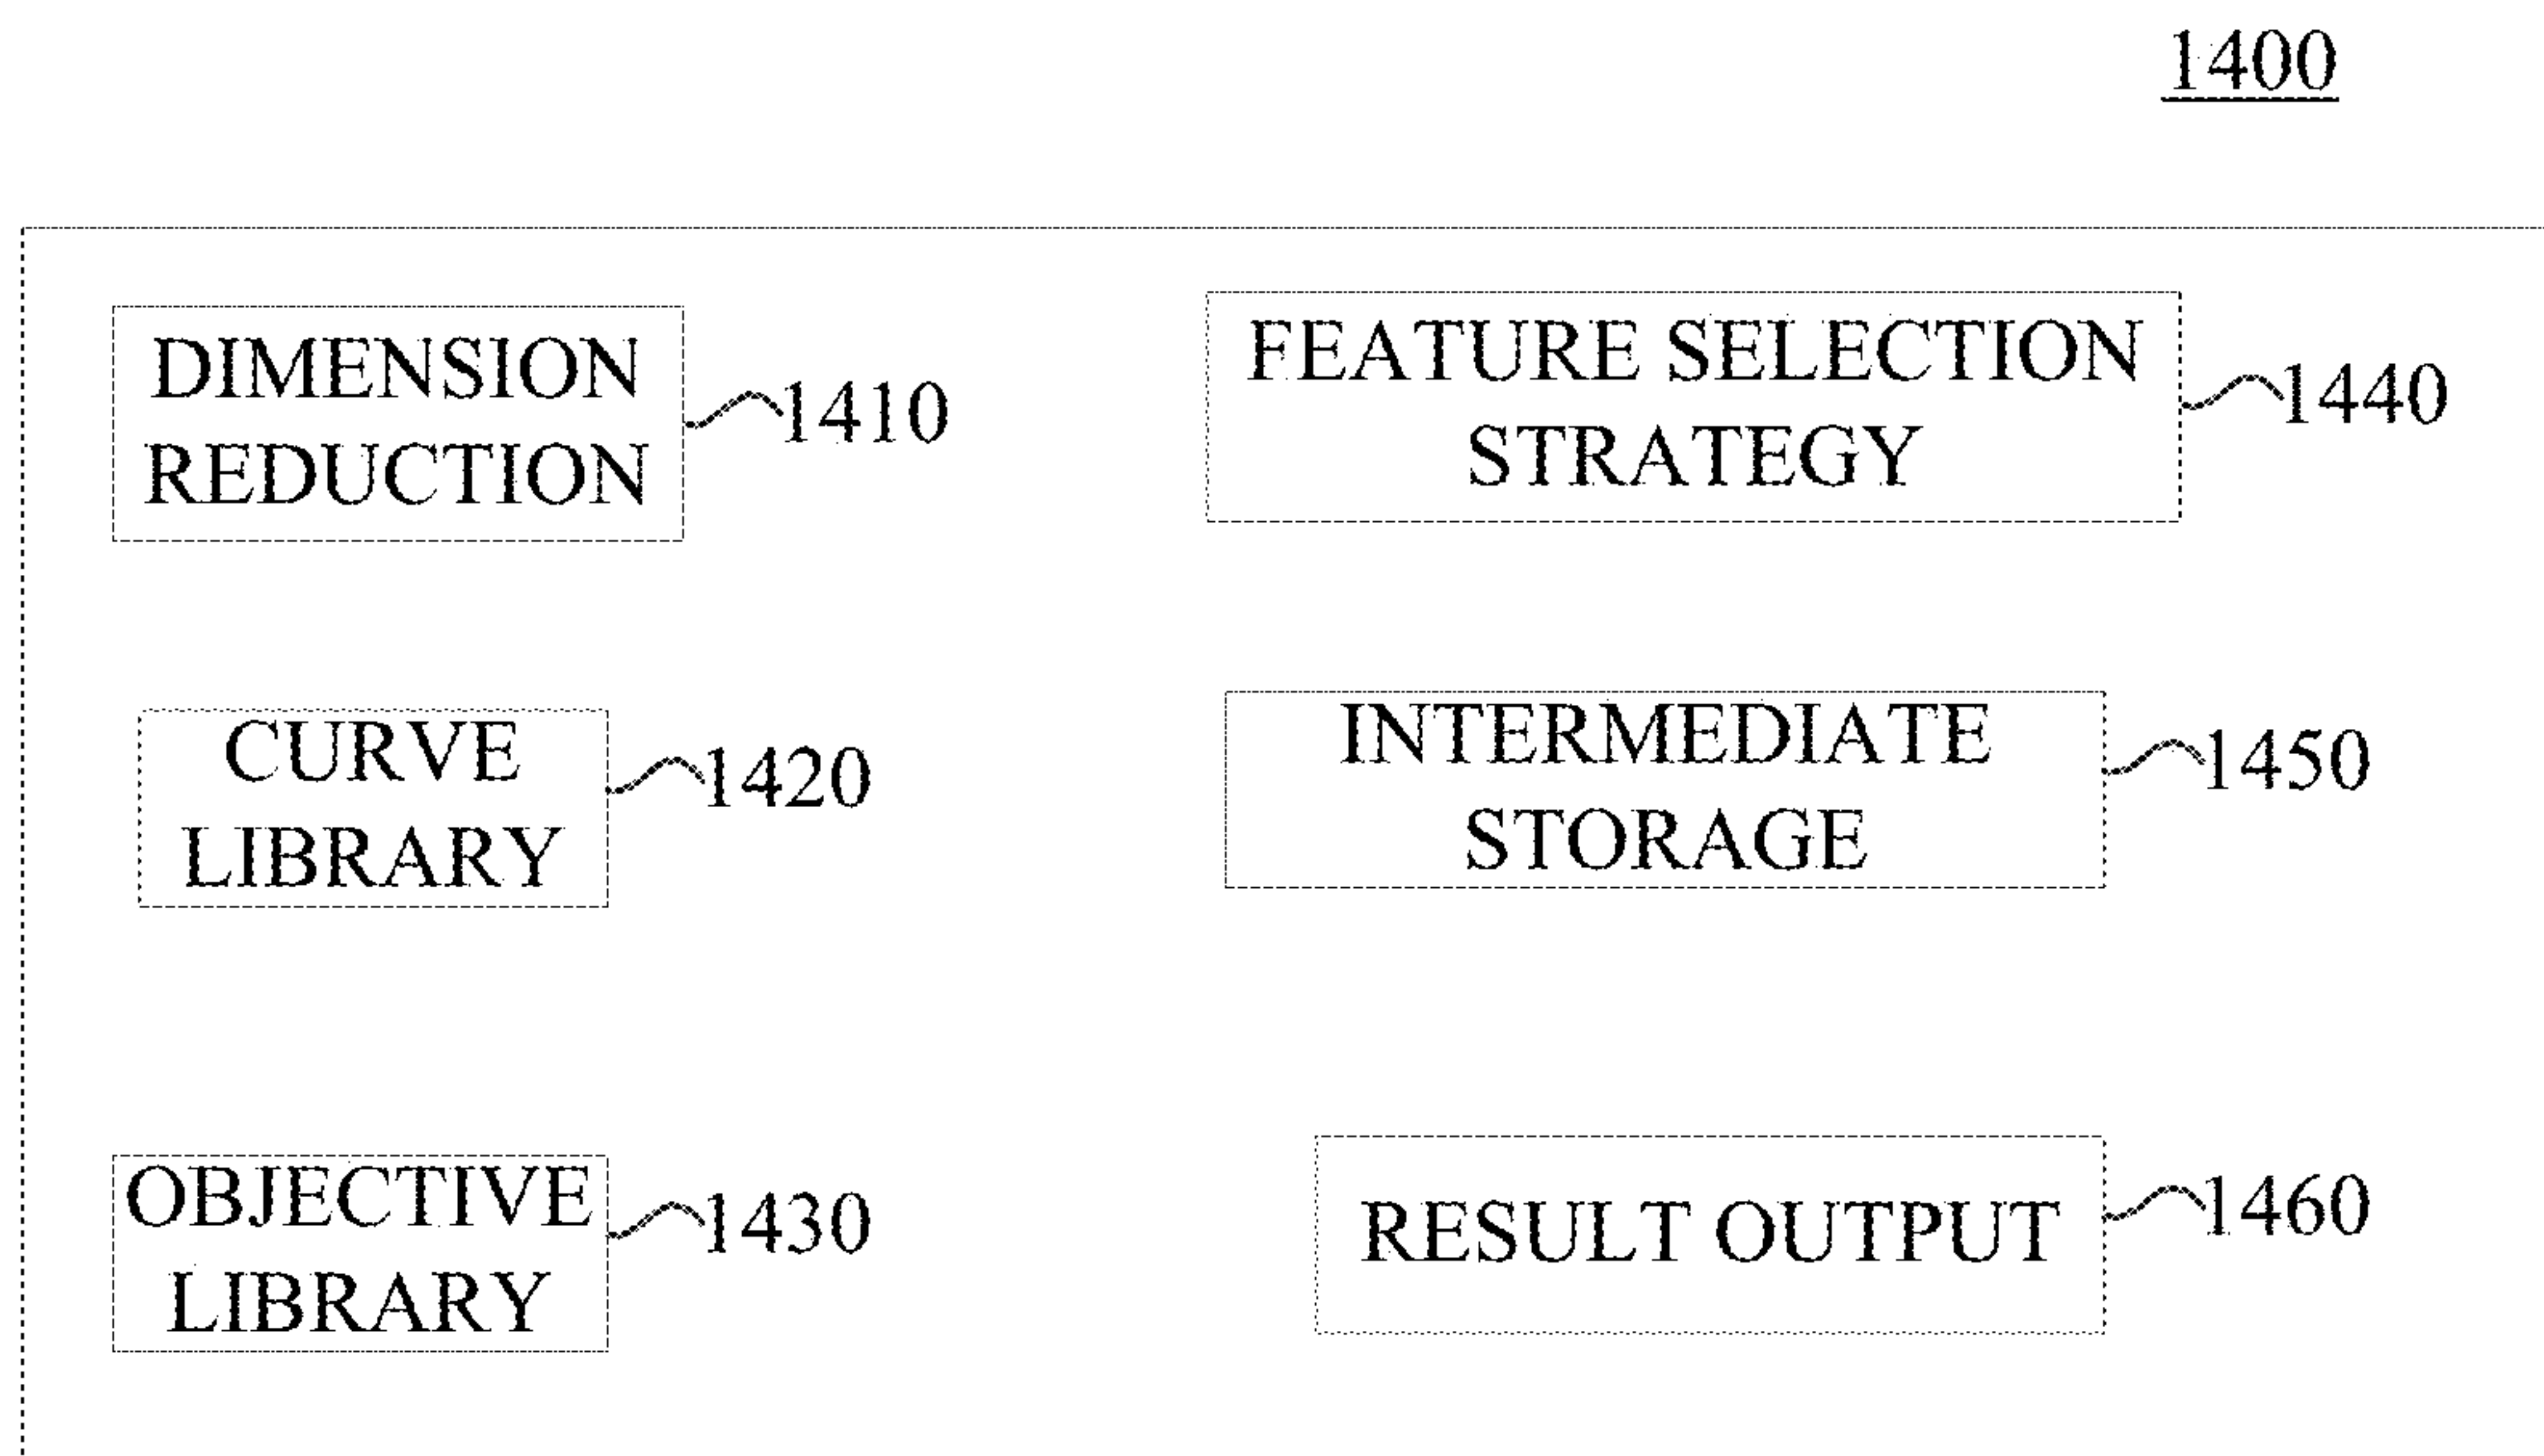 1400
DIMENSION
REDUCTION
1410
FEATURE SELECTION
STRATEGY
1440
CURVE
LIBRARY
1420
INTERMEDIATE
STORAGE
1450
OBJECTIVE
LIBRARY
1430
RESULT OUTPUT
1460